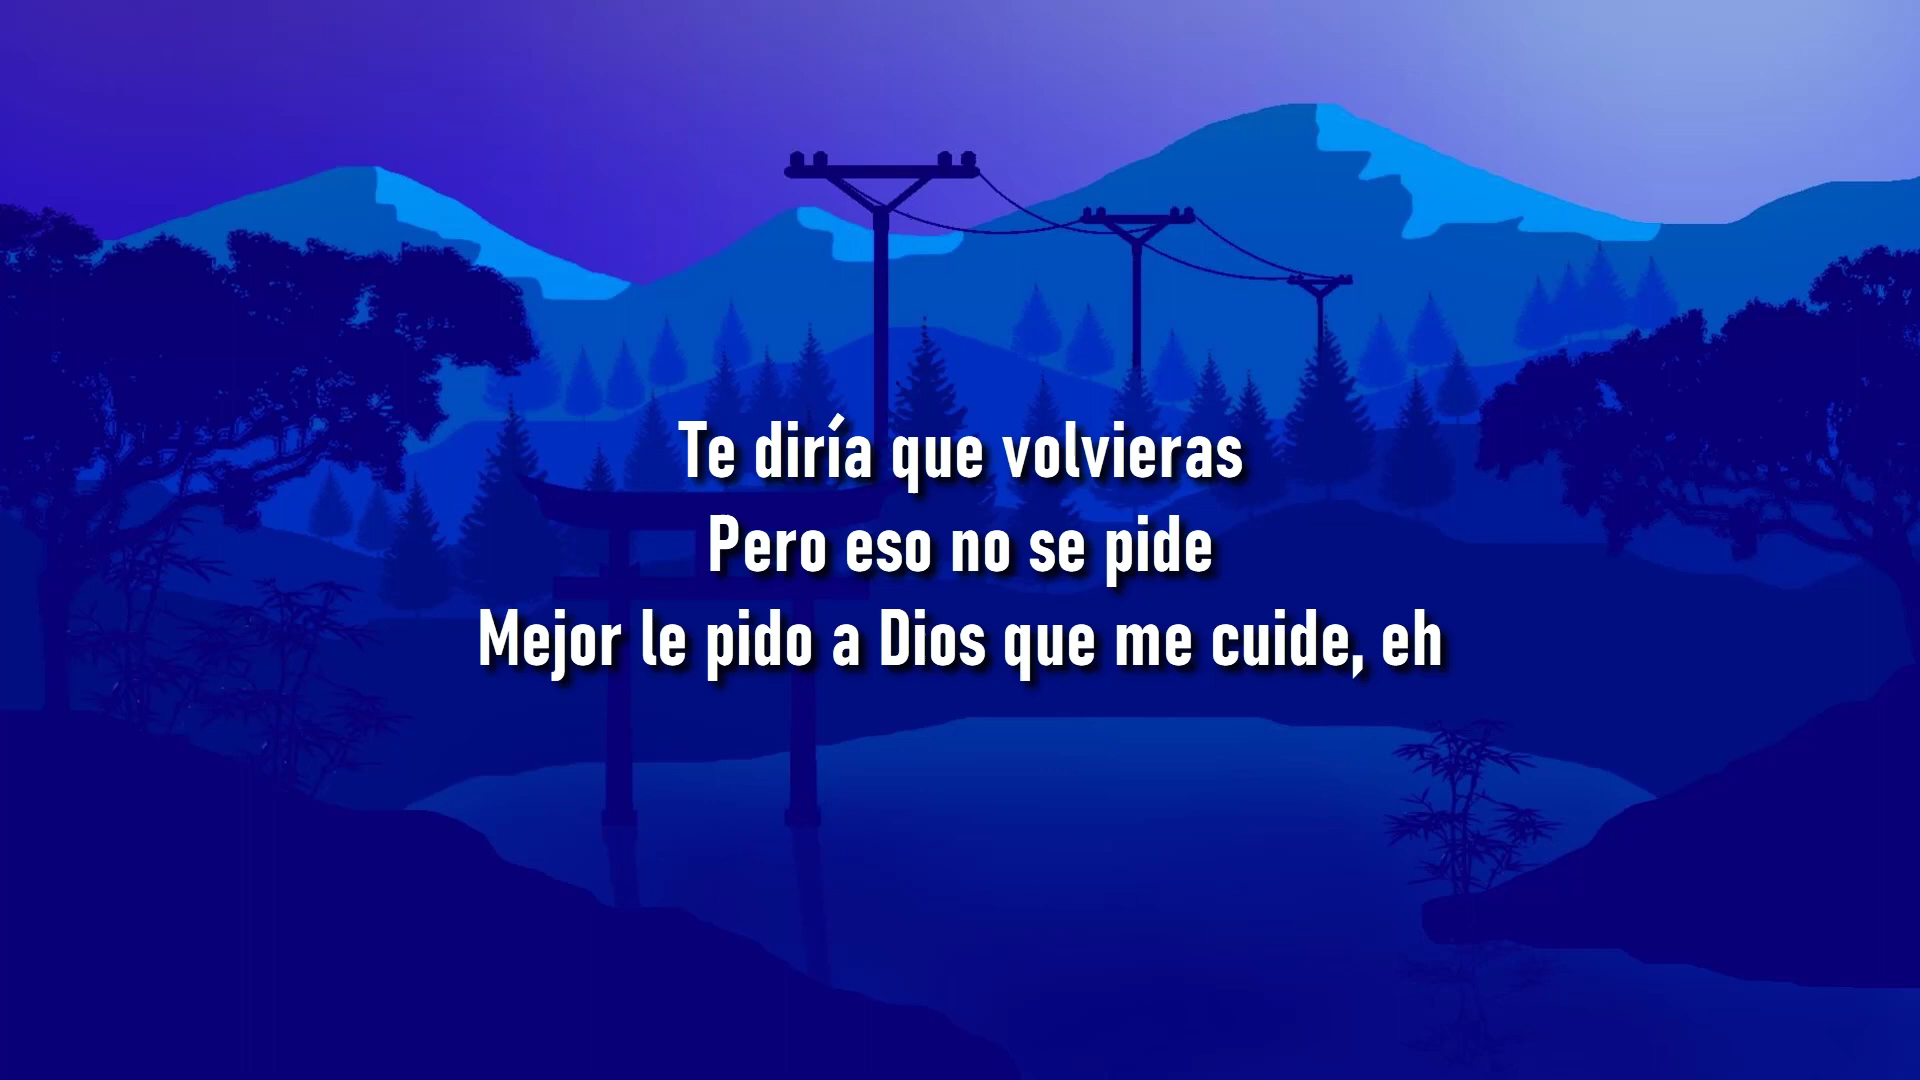 Te diría que volvieras
Pero eso no se pide
Mejor le pido a Dios que me cuide, eh